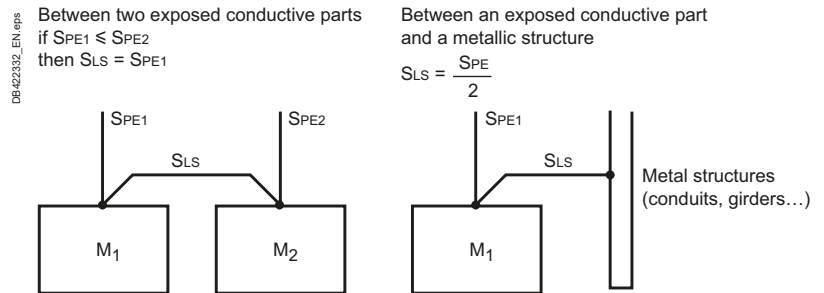 DB422332_EN.eps
Between two exposed conductive parts
if SPE1 ⩽ SPE2
then SLS = SPE1
SPE1
SPE2
SLS
M1
M2
Between an exposed conductive part
and a metallic structure
SLS = SPE
2
SPE1
SLS
Metal structures
(conduits, girders…)
M1